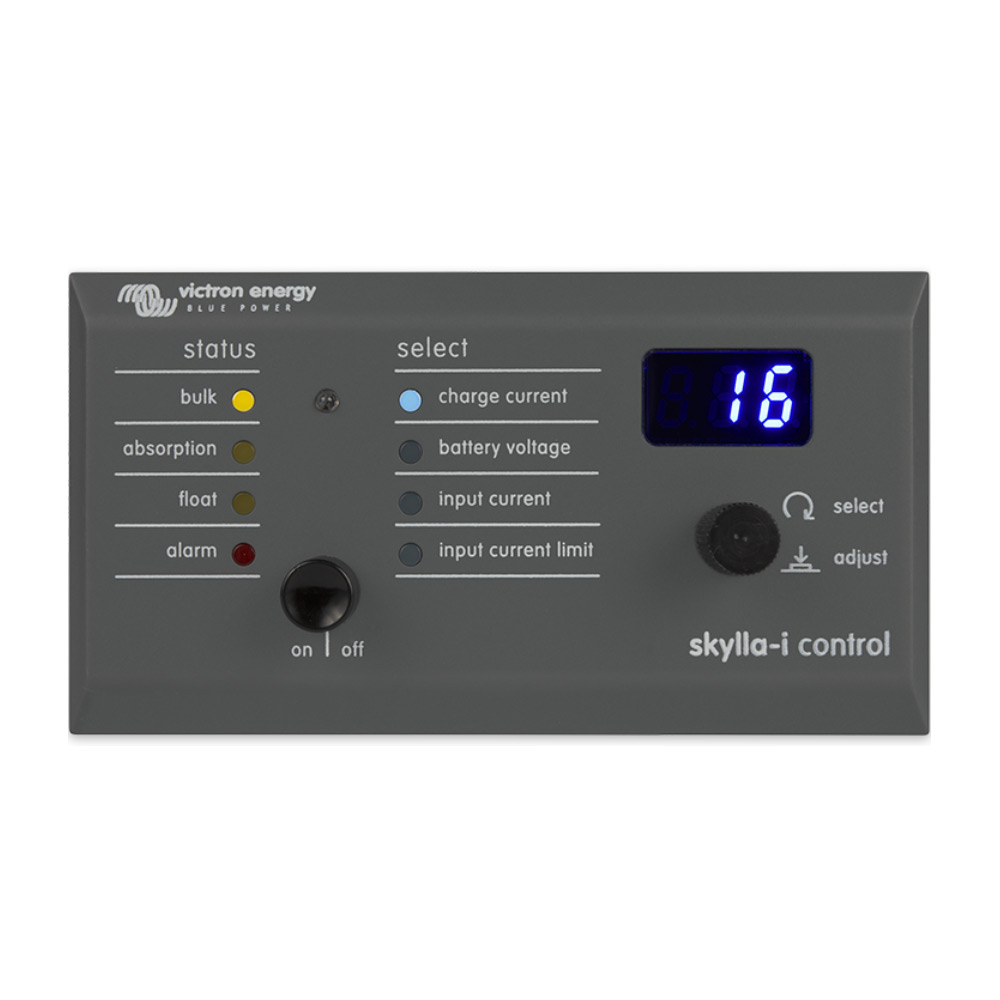 victron energy
BLUE POWER
status
bulk
absorption
float
alarm
on | off
select
charge current
battery voltage
input current
input current limit
16
select
adjust
skylla-i control